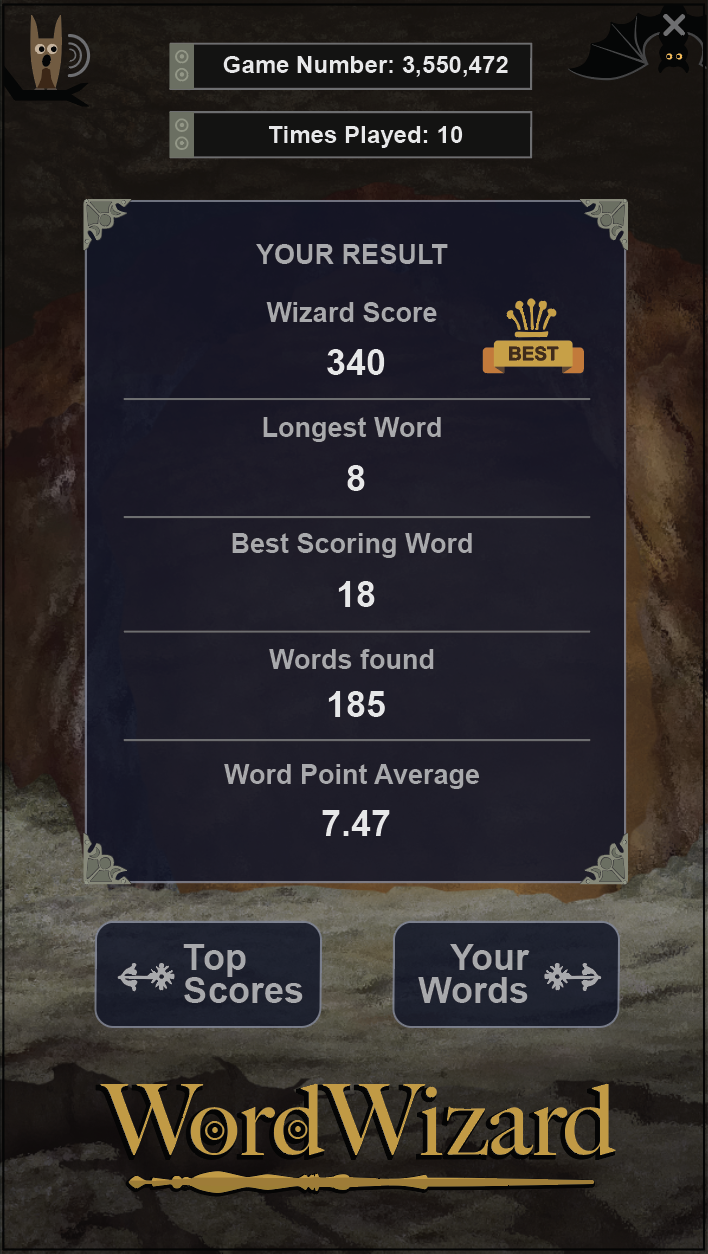 Game Number: 3,550,472
Times Played: 10
YOUR RESULT
Wizard Score
340
BEST
Longest Word
8
Best Scoring Word
18
Words found
185
Word Point Average
7.47
Top
Scores
Your
Words
WordWizard